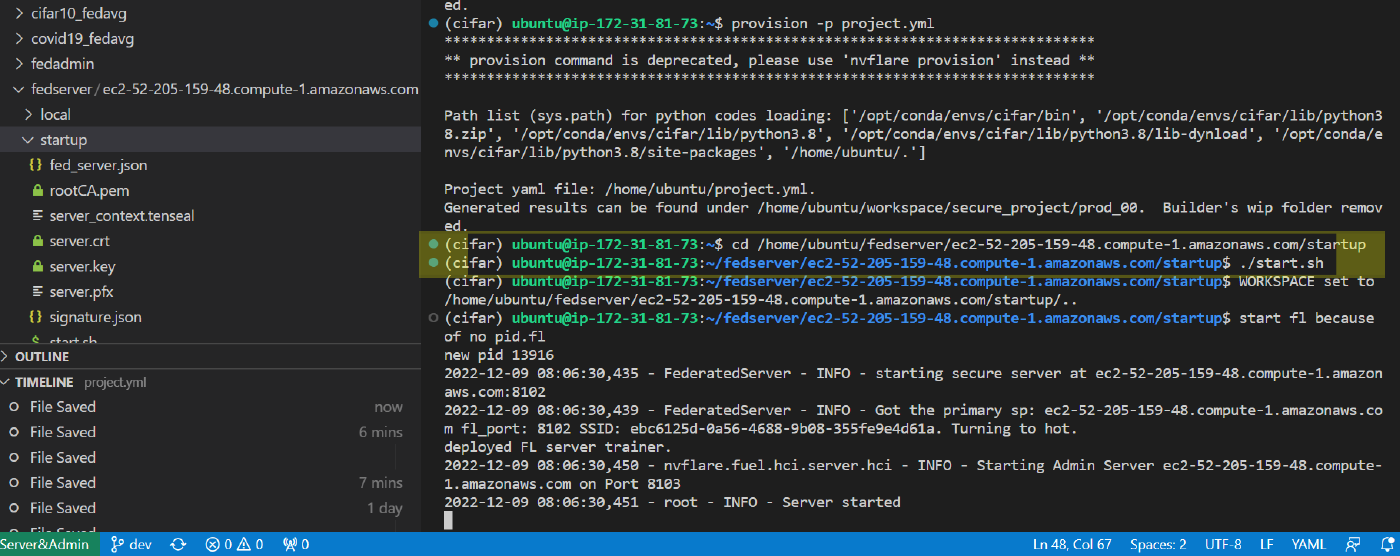 cifar10_fedavg
covid19_fedavg
fedadmin
fedserver/ec2-52-205-159-48.compute-1.amazonaws.com
local
startup
fed_server.json
rootCA.pem
server_context.tenseal
server.crt
server.key
server.pfx
signature.json
start.sh
OUTLINE
TIMELINE project.yml
File Saved now
File Saved 6 mins
File Saved
File Saved 7 mins
File Saved 1 day
File Saved
ed.
(cifar) ubuntu@ip-172-31-81-73:~$ provision -p project.yml
*****************************************************************************
** provision command is deprecated, please use 'nvflare provision' instead **
*****************************************************************************
Path list (sys.path) for python codes loading: ['/opt/conda/envs/cifar/bin', '/opt/conda/envs/cifar/lib/python3
8.zip', '/opt/conda/envs/cifar/lib/python3.8', '/opt/conda/envs/cifar/lib/python3.8/lib-dynload', '/opt/conda/e
nvs/cifar/lib/python3.8/site-packages', '/home/ubuntu/.']
Project yaml file: /home/ubuntu/project.yml.
Generated results can be found under /home/ubuntu/workspace/secure_project/prod_00.  Builder's wip folder remov
ed.
(cifar) ubuntu@ip-172-31-81-73:~$ cd /home/ubuntu/fedserver/ec2-52-205-159-48.compute-1.amazonaws.com/startup
(cifar) ubuntu@ip-172-31-81-73:~/fedserver/ec2-52-205-159-48.compute-1.amazonaws.com/startup$ ./start.sh
(cifar) ubuntu@ip-172-31-81-73:~/fedserver/ec2-52-205-159-48.compute-1.amazonaws.com/startup$ WORKSPACE set to
/home/ubuntu/fedserver/ec2-52-205-159-48.compute-1.amazonaws.com/startup/..
(cifar) ubuntu@ip-172-31-81-73:~/fedserver/ec2-52-205-159-48.compute-1.amazonaws.com/startup$ start fl because
of no pid.fl
new pid 13916
2022-12-09 08:06:30,435 - FederatedServer - INFO - starting secure server at ec2-52-205-159-48.compute-1.amazon
aws.com:8102
2022-12-09 08:06:30,439 - FederatedServer - INFO - Got the primary sp: ec2-52-205-159-48.compute-1.amazonaws.co
m fl_port: 8102 SSID: ebc6125d-0a56-4688-9b08-355fe9e4d61a. Turning to hot.
deployed FL server trainer.
2022-12-09 08:06:30,450 - nvflare.fuel.hci.server.hci - INFO - Starting Admin Server ec2-52-205-159-48.compute-
1.amazonaws.com on Port 8103
2022-12-09 08:06:30,451 - root - INFO - Server started
Server&Admin dev 0 0 0 Ln 48, Col 67 Spaces: 2 UTF-8 LF YAML